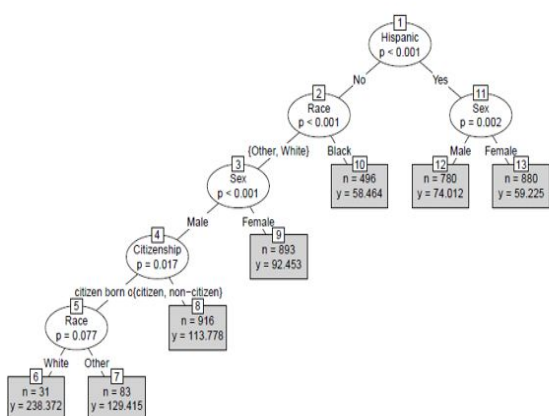 1
Hispanic
p < 0.001
No
Yes
2
Race
p < 0.001
11
Sex
p = 0.002
{Other, White}
Black
Male
Female
3
Sex
p < 0.001
10
n = 496
y = 58.464
12
n = 780
y = 74.012
13
n = 880
y = 59.225
Male
Female
4
Citizenship
p = 0.017
9
n = 893
y = 92.453
citizen born o{citizen, non-citizen}
5
Race
p = 0.077
8
n = 916
y = 113.778
White
Other
6
n = 31
y = 238.372
7
n = 83
y = 129.415